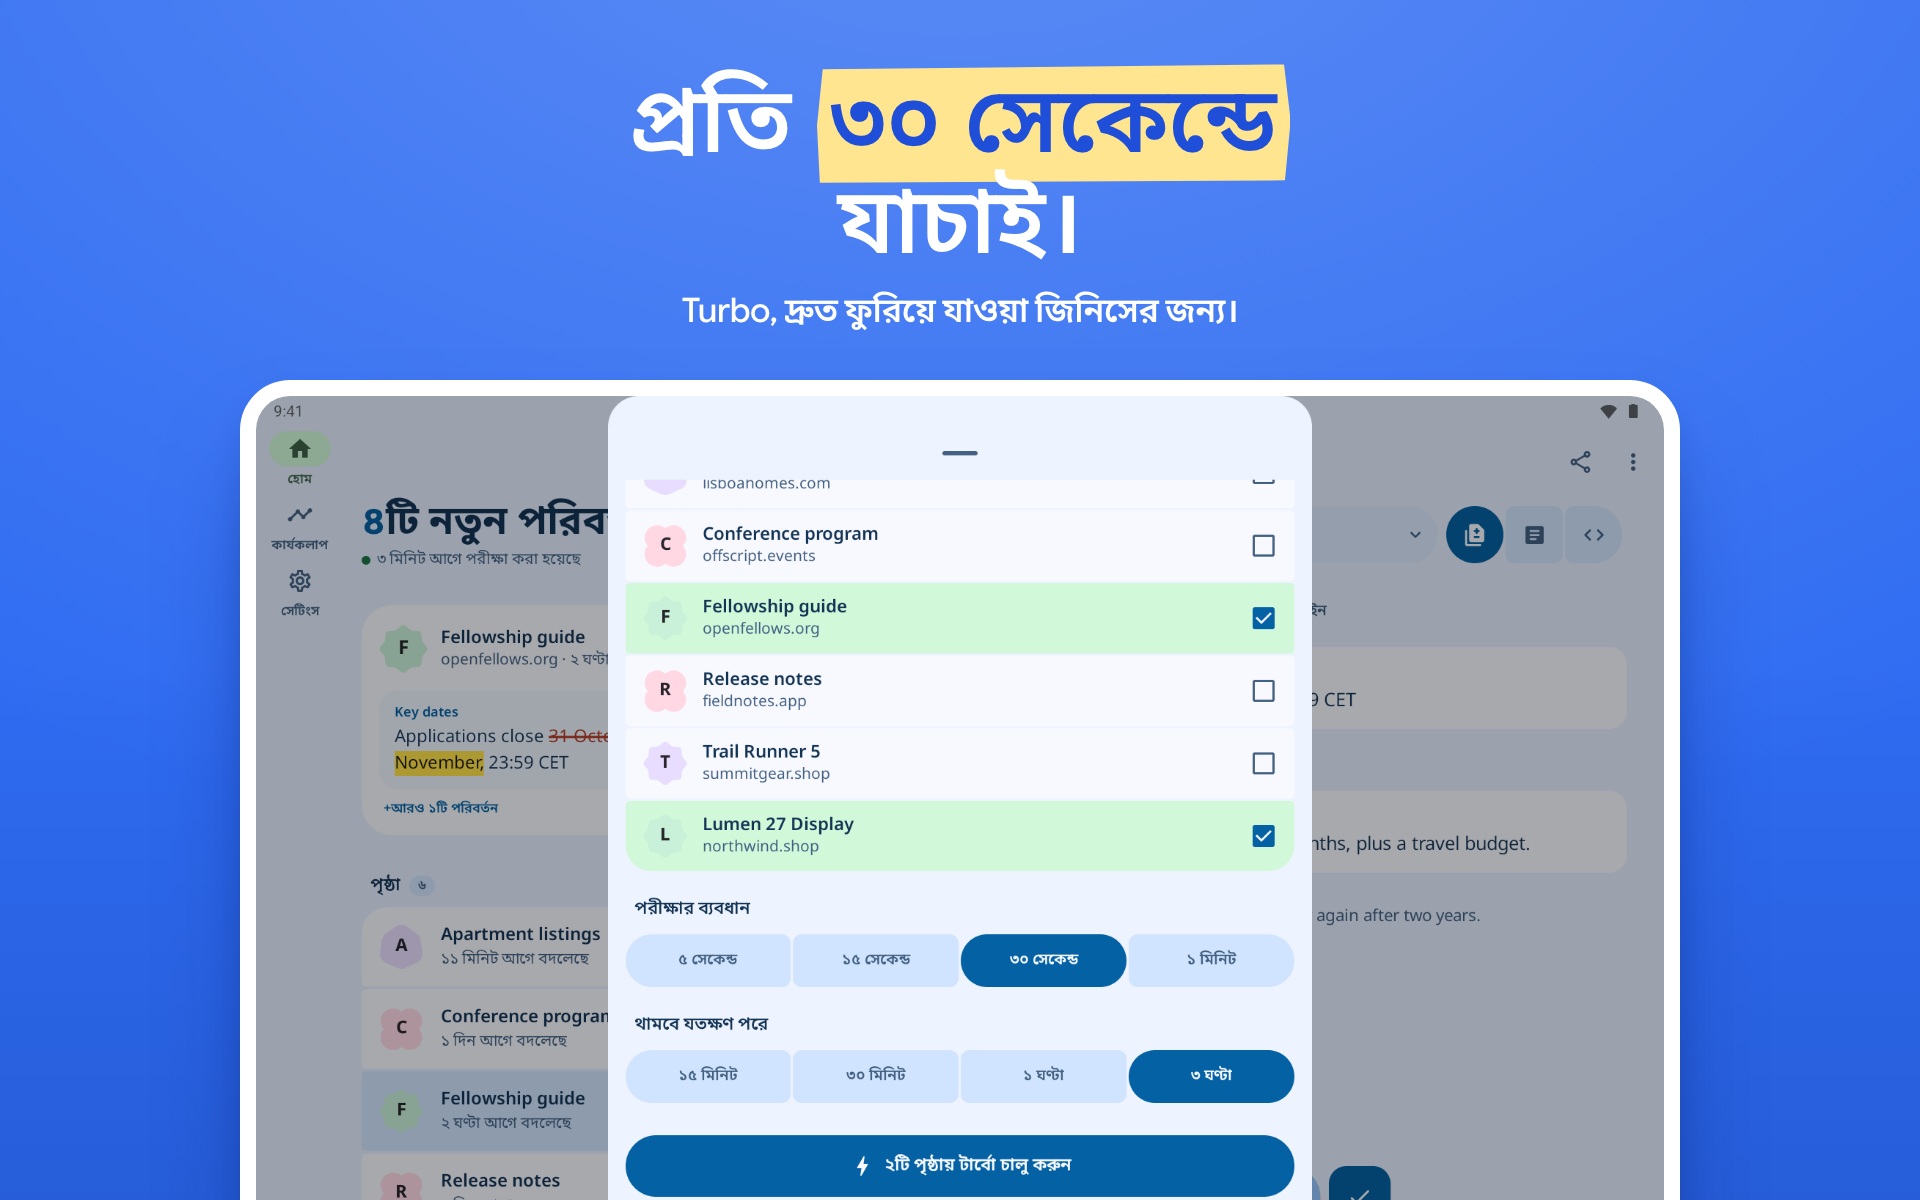 প্রতি ৩০ সেকেন্ডে
যাচাই।
Turbo, দ্রুত ফুরিয়ে যাওয়া জিনিসের জন্য।
9:41
হোম
কার্যকলাপ
সেটিংস
৪টি নতুন
৩ মিনিট আগে পরীক্ষা করা হয়েছে
F
Fellowship guide
openfellows.org · ২ ঘণ্টা
Key dates
Applications close 31
November, 23:59 CET
+আরও ১টি পরিবর্তন
পৃষ্ঠা ৬
A
Apartment listings
১১ মিনিট আগে বদলেছে
C
Conference program
১ দিন আগে বদলেছে
F
Fellowship guide
২ ঘণ্টা আগে বদলেছে
R
Release notes
lisboahomes.com
C
Conference program
offscript.events
F
Fellowship guide
openfellows.org
R
Release notes
fieldnotes.app
T
Trail Runner 5
summitgear.shop
L
Lumen 27 Display
northwind.shop
পরীক্ষার ব্যবধান
৫ সেকেন্ড
১৫ সেকেন্ড
৩০ সেকেন্ড
১ মিনিট
থামবে যতক্ষণ পরে
১৫ মিনিট
৩০ মিনিট
১ ঘণ্টা
৩ ঘণ্টা
২টি পৃষ্ঠায় টার্বো চালু করুন
CET
plus a travel budget.
again after two years.